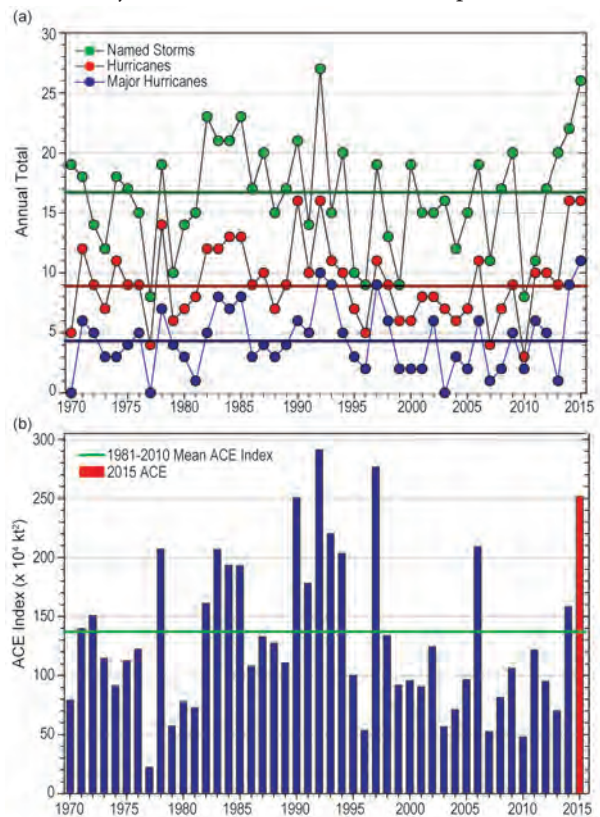 (a)
30
Named Storms
Hurricanes
Major Hurricanes
25
20
15
10
5
0
Annual Total
1970 1975 1980 1985 1990 1995 2000 2005 2010 2015
(b)
300
1981-2010 Mean ACE Index
2015 ACE
250
200
150
100
50
0
ACE Index (x 10⁴ kt²)
1970 1975 1980 1985 1990 1995 2000 2005 2010 2015